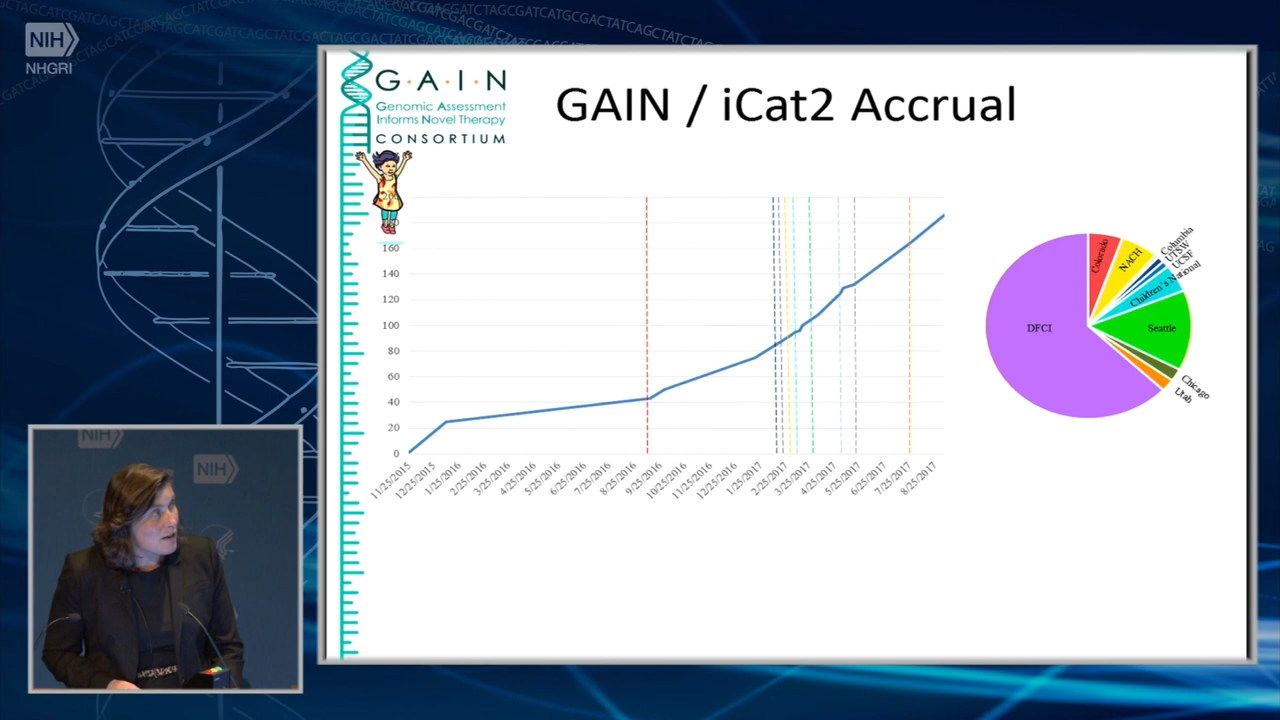 NIH
NHGRI
G·A·I·N
Genomic Assessment
Informs Novel Therapy
CONSORTIUM
GAIN / iCat2 Accrual
160
140
120
100
80
60
40
20
0
11/25/2015
12/25/2015
1/25/2016
2/25/2016
3/25/2016
4/25/2016
5/25/2016
6/25/2016
7/25/2016
8/25/2016
9/25/2016
10/25/2016
11/25/2016
12/25/2016
1/25/2017
2/25/2017
3/25/2017
4/25/2017
5/25/2017
6/25/2017
7/25/2017
8/25/2017
DFCI
Colorado
NACH
Columbia
UCSF
Children's National
Seattle
Chicago
Utah
NIH
NIH